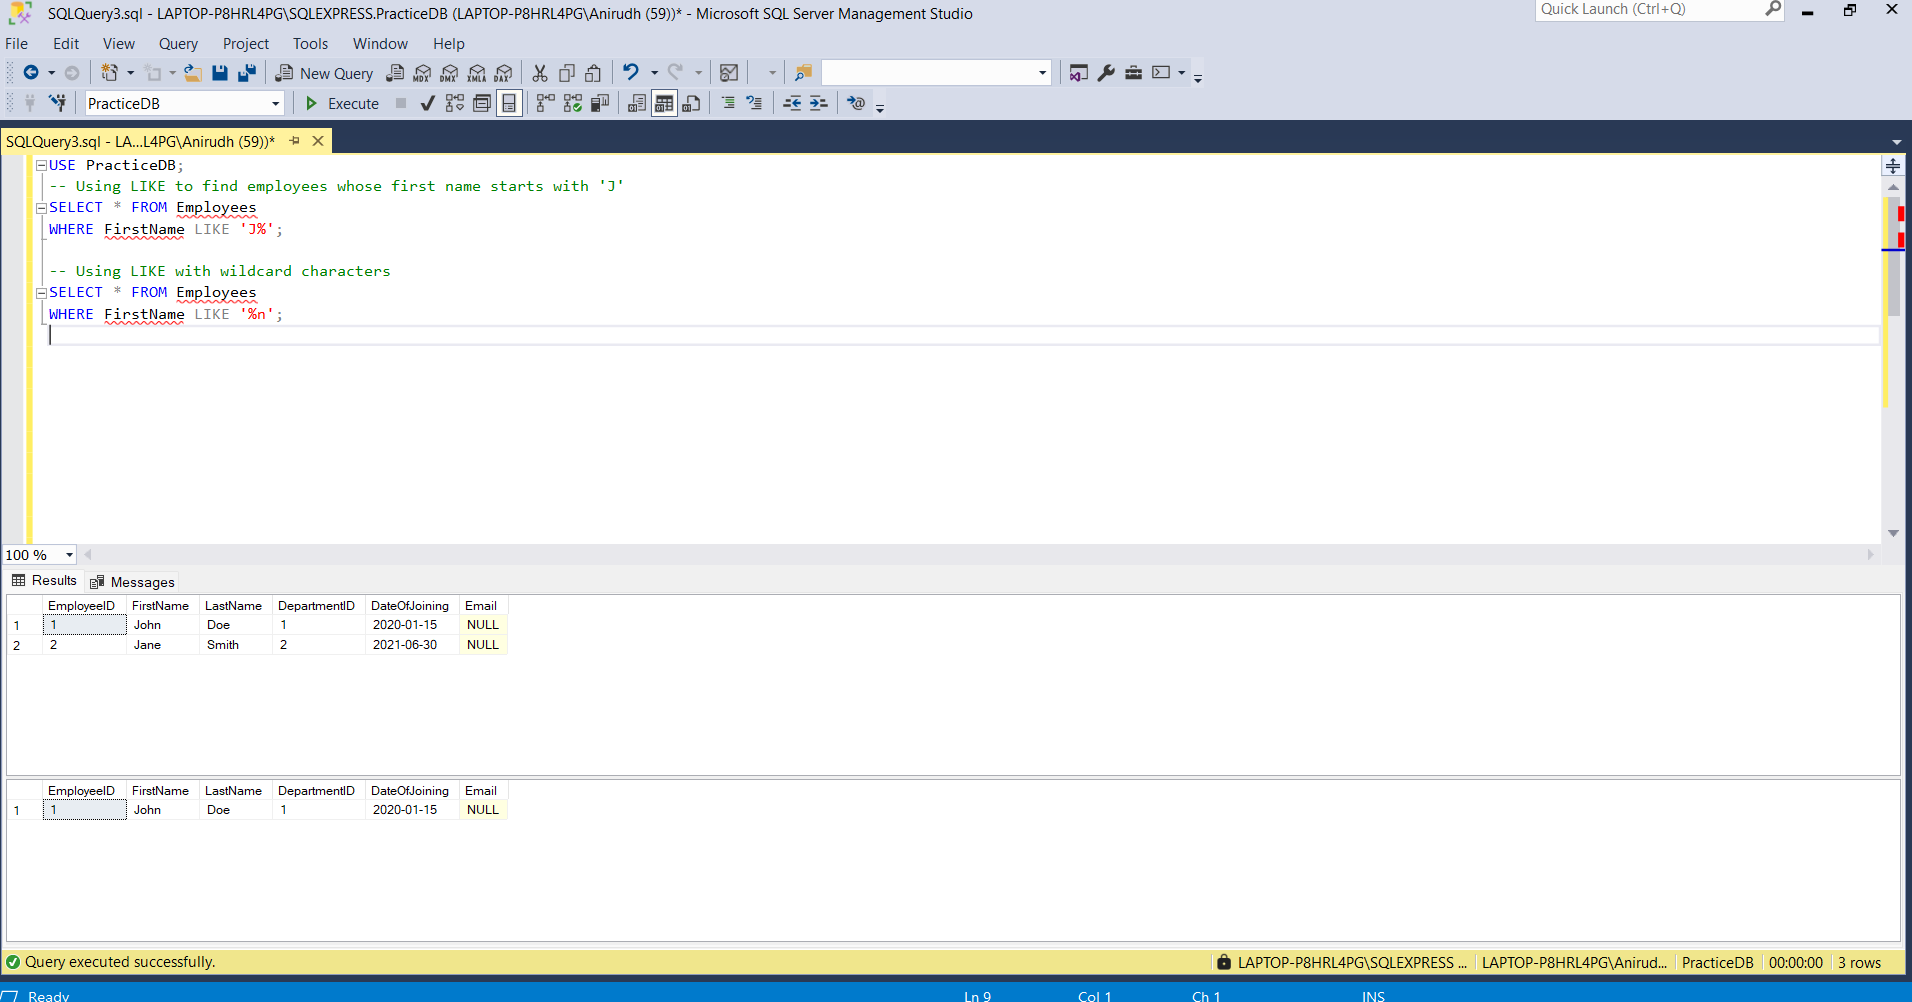 SQLQuery3.sql - LAPTOP-P8HRL4PG\SQLEXPRESS.PracticeDB (LAPTOP-P8HRL4PG\Anirudh (59))* - Microsoft SQL Server Management Studio
Quick Launch (Ctrl+Q)
File Edit View Query Project Tools Window Help
New Query MDX DMX XMLA DAX
PracticeDB Execute
SQLQuery3.sql - LA...L4PG\Anirudh (59))*
USE PracticeDB;
-- Using LIKE to find employees whose first name starts with 'J'
SELECT * FROM Employees
WHERE FirstName LIKE 'J%';
-- Using LIKE with wildcard characters
SELECT * FROM Employees
WHERE FirstName LIKE '%n';
100 %
Results Messages
EmployeeID FirstName LastName DepartmentID DateOfJoining Email
1 1 John Doe 1 2020-01-15 NULL
2 2 Jane Smith 2 2021-06-30 NULL
EmployeeID FirstName LastName DepartmentID DateOfJoining Email
1 1 John Doe 1 2020-01-15 NULL
Query executed successfully. LAPTOP-P8HRL4PG\SQLEXPRESS ... LAPTOP-P8HRL4PG\Anirud... PracticeDB 00:00:00 3 rows
Ready Ln 9 Col 1 Ch 1 INS